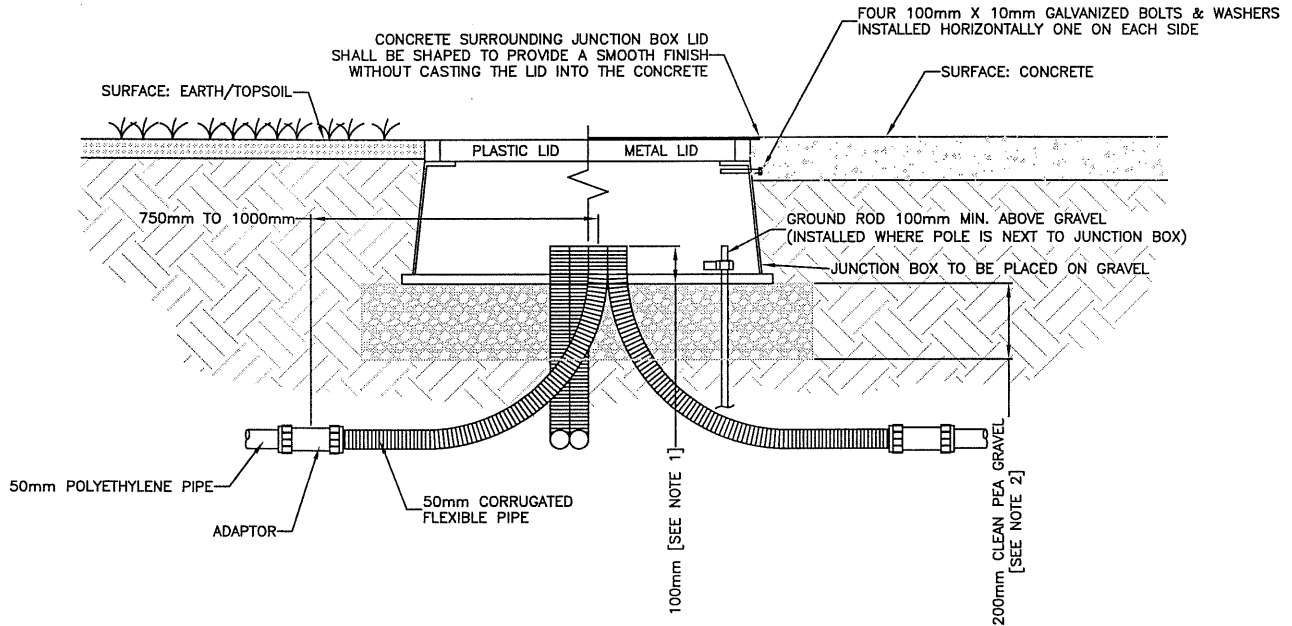 FOUR 100mm X 10mm GALVANIZED BOLTS & WASHERS
INSTALLED HORIZONTALLY ONE ON EACH SIDE
CONCRETE SURROUNDING JUNCTION BOX LID
SHALL BE SHAPED TO PROVIDE A SMOOTH FINISH
WITHOUT CASTING THE LID INTO THE CONCRETE
SURFACE: CONCRETE
SURFACE: EARTH/TOPSOIL
PLASTIC LID
METAL LID
750mm TO 1000mm
GROUND ROD 100mm MIN. ABOVE GRAVEL
(INSTALLED WHERE POLE IS NEXT TO JUNCTION BOX)
JUNCTION BOX TO BE PLACED ON GRAVEL
50mm POLYETHYLENE PIPE
ADAPTOR
50mm CORRUGATED
FLEXIBLE PIPE
100mm [SEE NOTE 1]
200mm CLEAN PEA GRAVEL
[SEE NOTE 2]